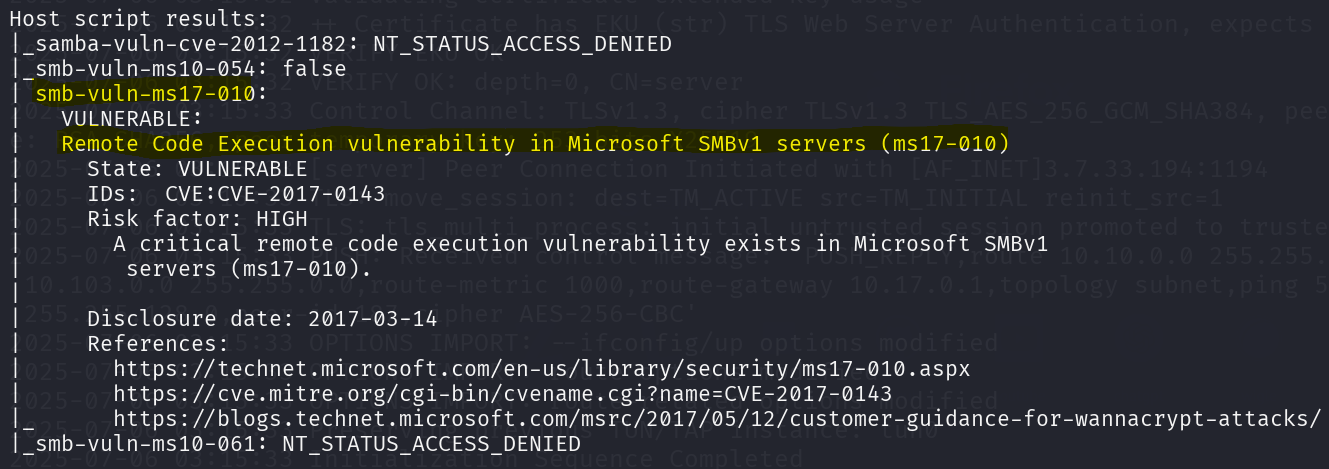 Host script results:
|_samba-vuln-cve-2012-1182: NT_STATUS_ACCESS_DENIED
|_smb-vuln-ms10-054: false
| smb-vuln-ms17-010:
|   VULNERABLE:
|   Remote Code Execution vulnerability in Microsoft SMBv1 servers (ms17-010)
|     State: VULNERABLE
|     IDs:  CVE:CVE-2017-0143
|     Risk factor: HIGH
|       A critical remote code execution vulnerability exists in Microsoft SMBv1
|        servers (ms17-010).
|
|     Disclosure date: 2017-03-14
|     References:
|       https://technet.microsoft.com/en-us/library/security/ms17-010.aspx
|       https://cve.mitre.org/cgi-bin/cvename.cgi?name=CVE-2017-0143
|_      https://blogs.technet.microsoft.com/msrc/2017/05/12/customer-guidance-for-wannacrypt-attacks/
|_smb-vuln-ms10-061: NT_STATUS_ACCESS_DENIED